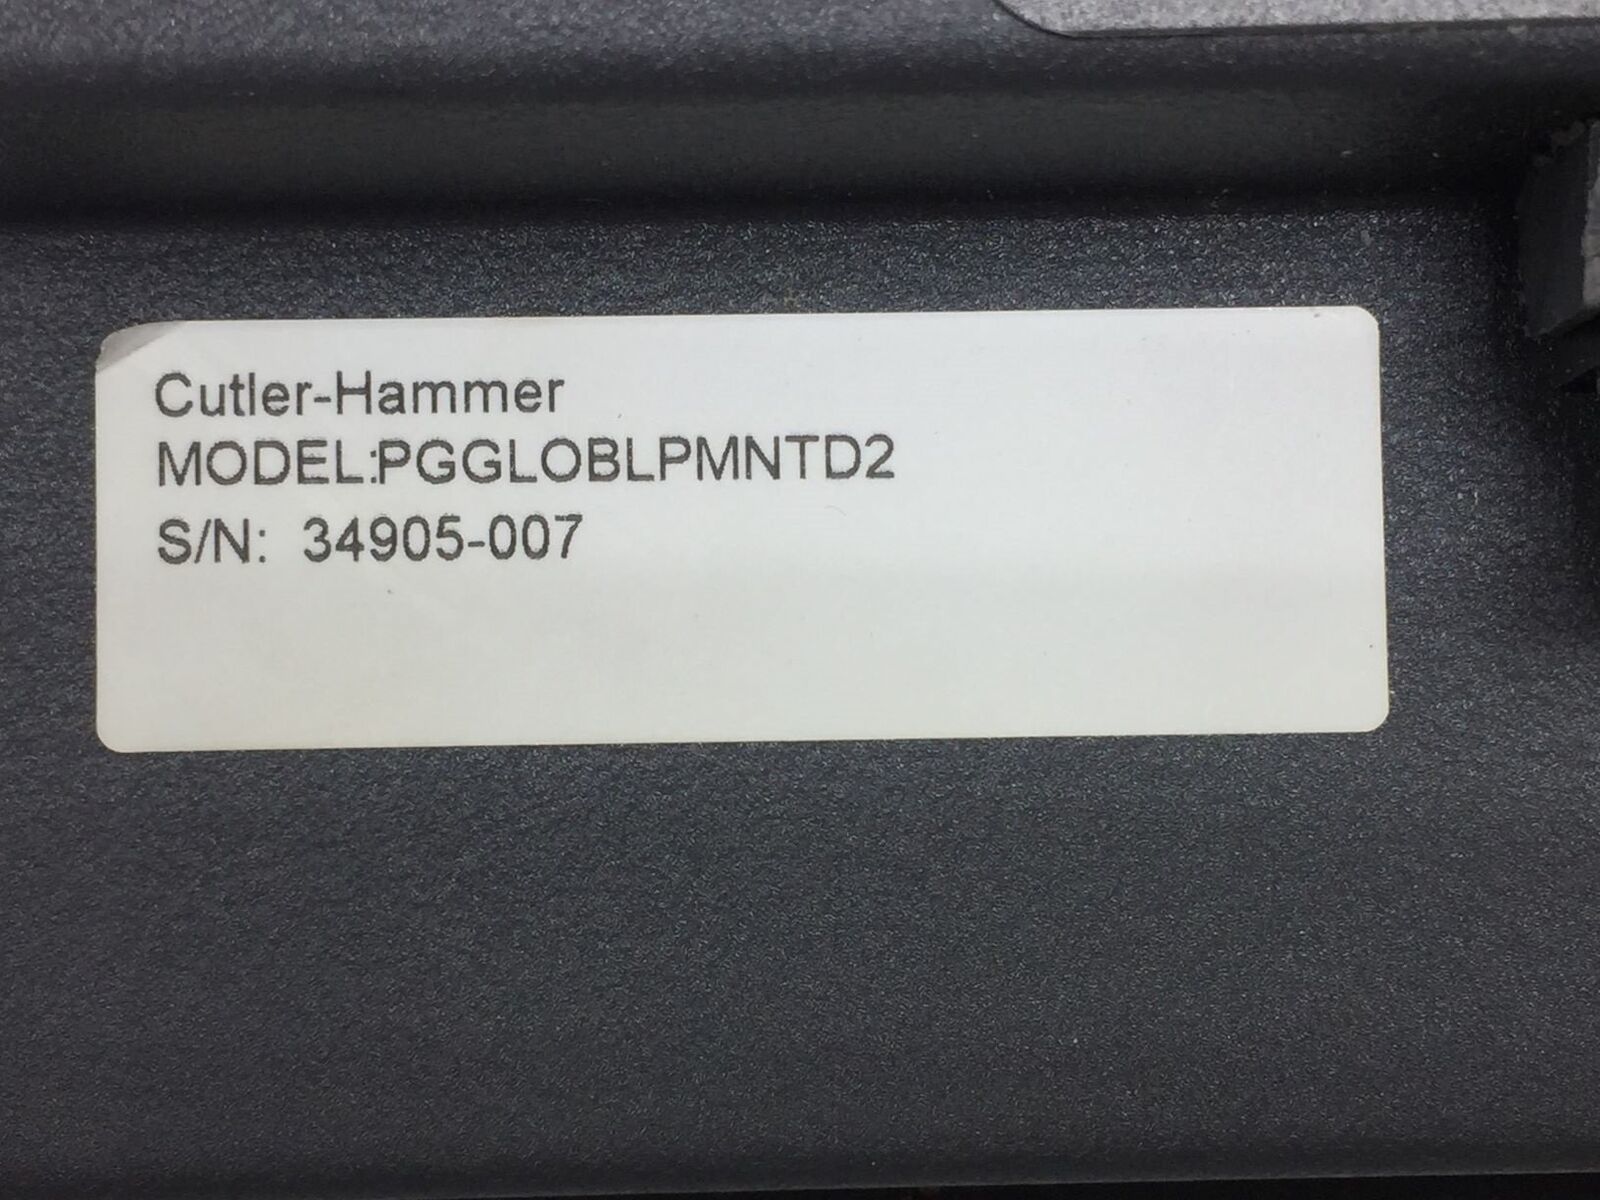 Cutler-Hammer
MODEL:PGGLOBLPMNTD2
S/N: 34905-007